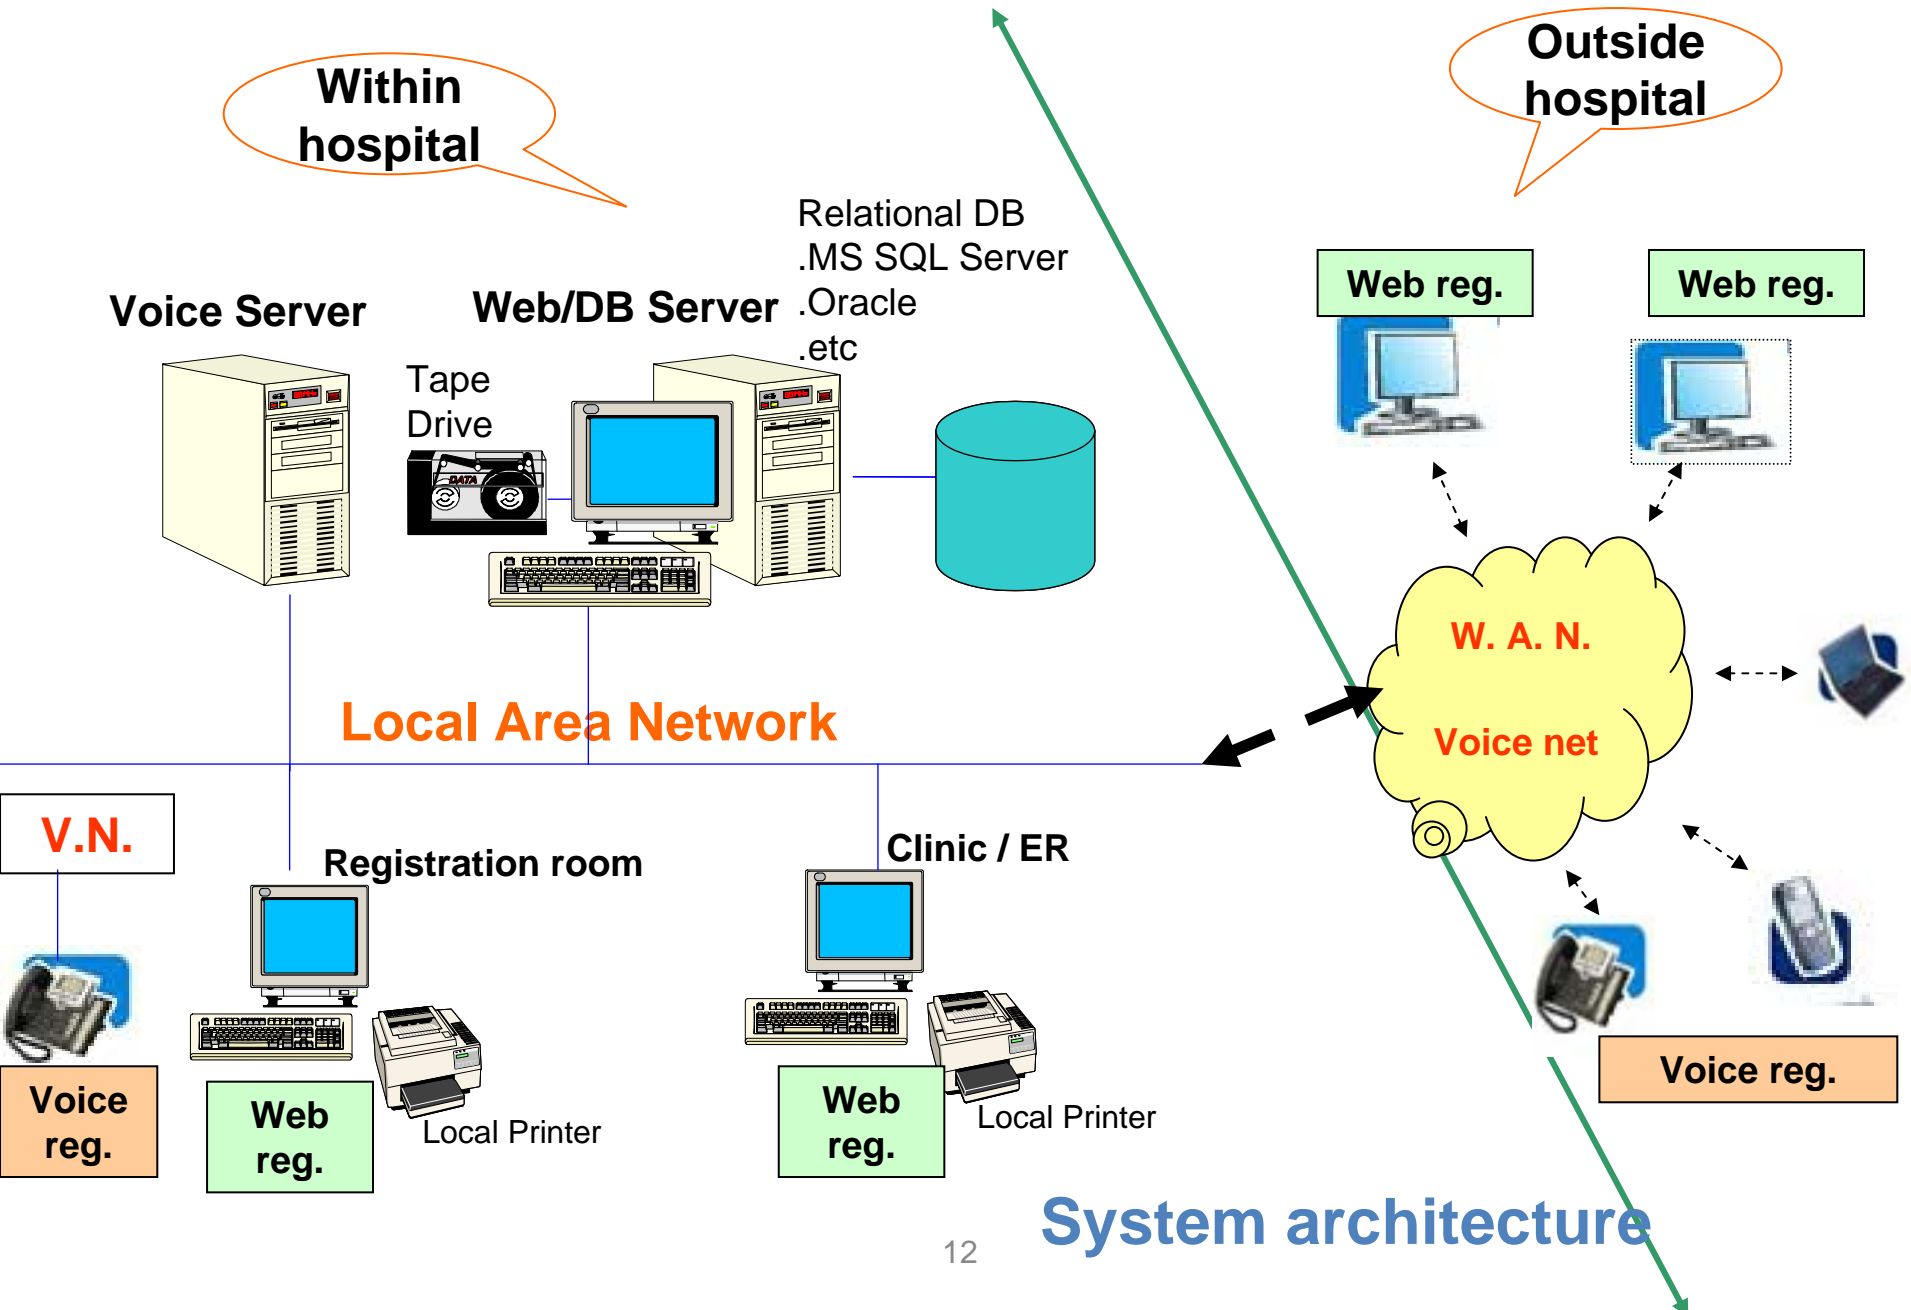 Within
hospital
Outside
hospital
Relational DB
.MS SQL Server
.Oracle
.etc
Voice Server
Web/DB Server
Tape
Drive
DATA
Web reg.
Web reg.
W. A. N.
Voice net
Local Area Network
V.N.
Registration room
Clinic / ER
Voice
reg.
Web
reg.
Local Printer
Web
reg.
Local Printer
Voice reg.
System architecture
12